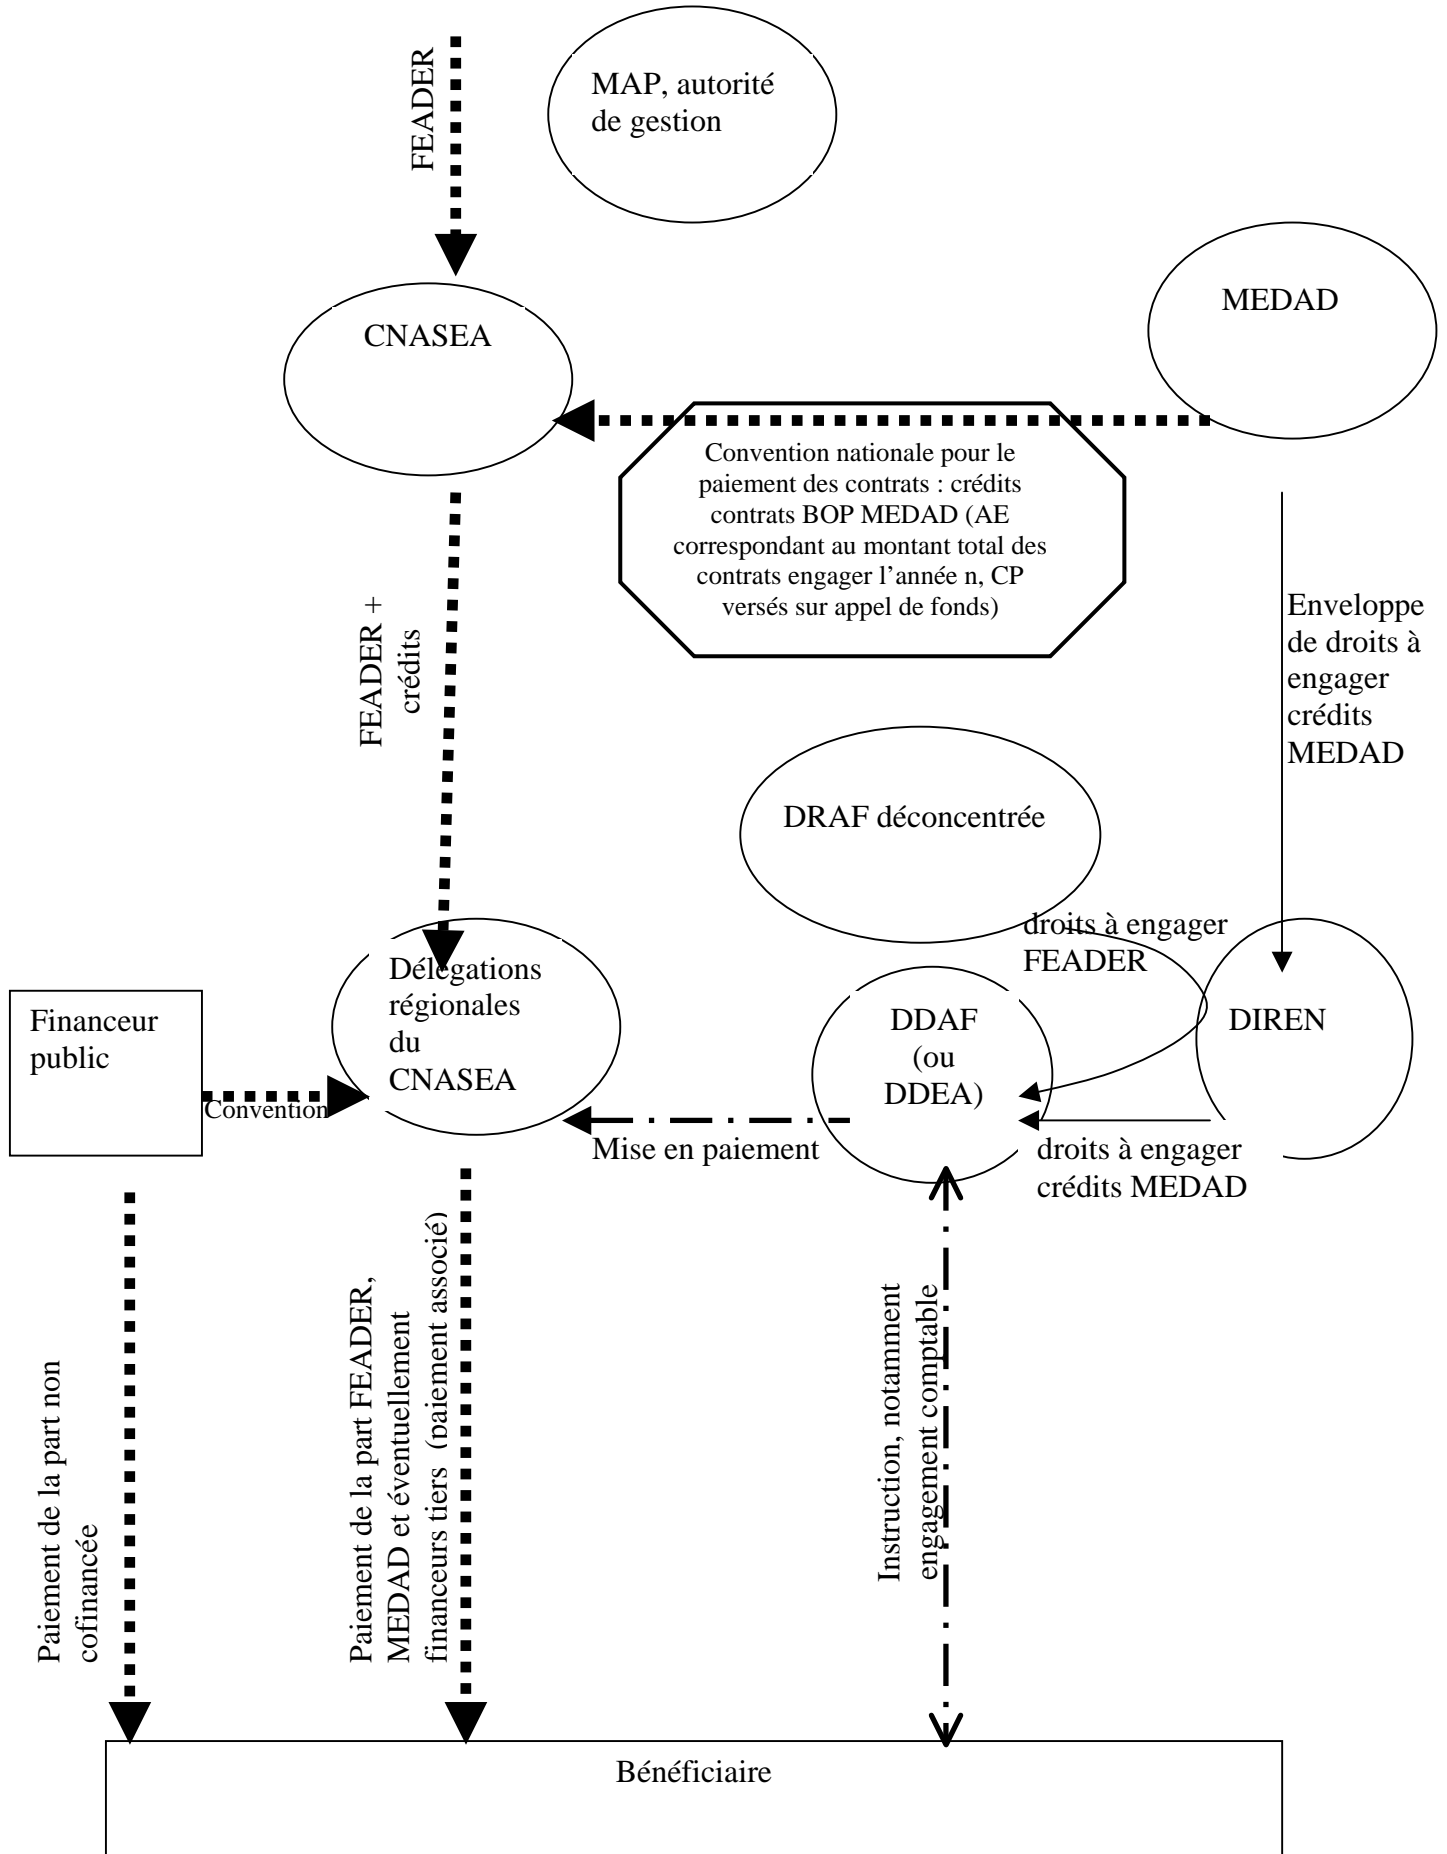 FEADER
MAP, autorité
de gestion
CNASEA
MEDAD
Convention nationale pour le
paiement des contrats : crédits
contrats BOP MEDAD (AE
correspondant au montant total des
contrats engager l’année n, CP
versés sur appel de fonds)
FEADER +
crédits
Enveloppe
de droits à
engager
crédits
MEDAD
DRAF déconcentrée
droits à engager
FEADER
Délégations
régionales
du
CNASEA
Financeur
public
DDAF
(ou
DDEA)
DIREN
Convention
Mise en paiement
droits à engager
crédits MEDAD
Paiement de la part non
cofinancée
Paiement de la part FEADER,
MEDAD et éventuellement
financeurs tiers (paiement associé)
Instruction, notamment
engagement comptable
Bénéficiaire